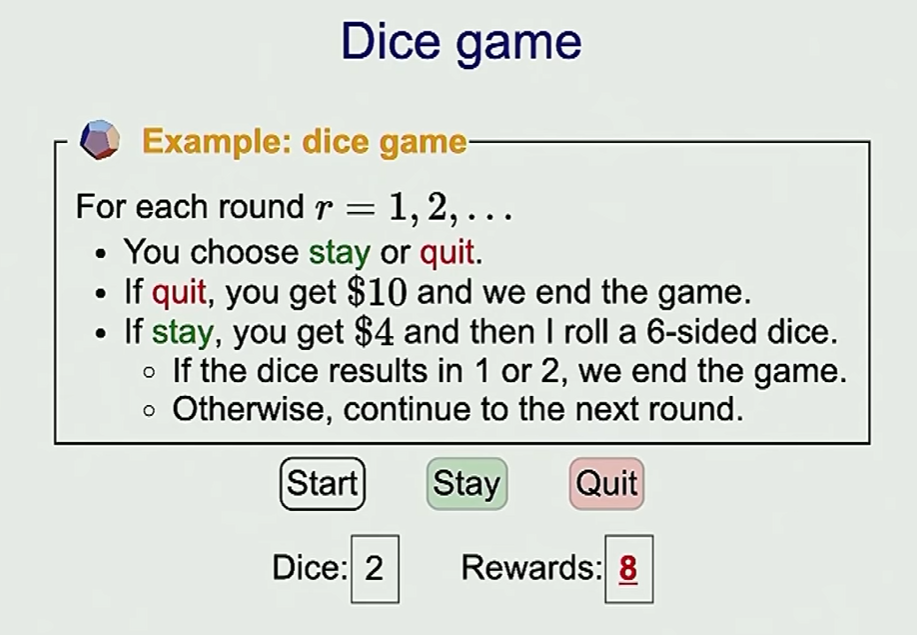 Dice game
Example: dice game
For each round r = 1, 2, . . .
• You choose stay or quit.
• If quit, you get $10 and we end the game.
• If stay, you get $4 and then I roll a 6-sided dice.
◦ If the dice results in 1 or 2, we end the game.
◦ Otherwise, continue to the next round.
Start Stay Quit
Dice: 2 Rewards: 8